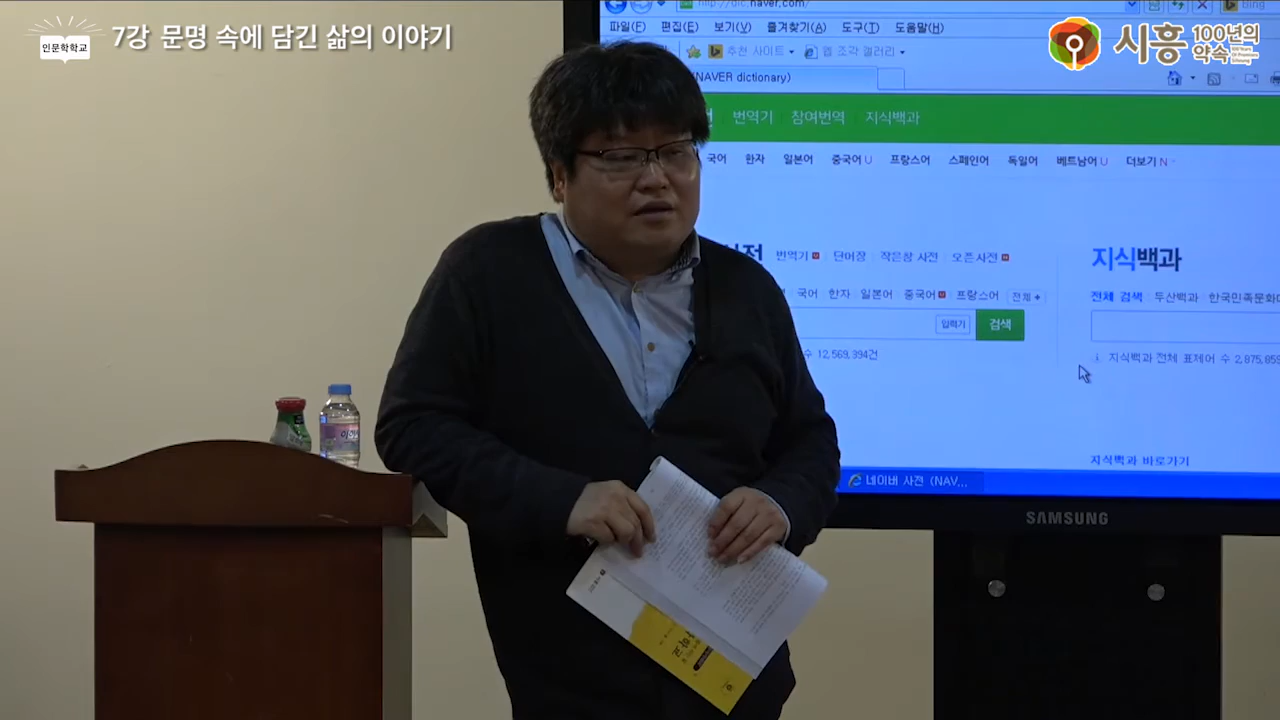 인문학학교
7강 문명 속에 담긴 삶의 이야기
시흥 100년의 약속
http://dic.naver.com/
Bing
파일(F) 편집(E) 보기(V) 즐겨찾기(A) 도구(T) 도움말(H)
추천 사이트 웹 조각 갤러리
(NAVER dictionary)
번역기 참여번역 지식백과
국어 한자 일본어 중국어 U 프랑스어 스페인어 독일어 베트남어 U 더보기 N
번역기 단어장 작은창 사전 오픈사전
지식백과
국어 한자 일본어 중국어 프랑스어 전체
전체 검색 두산백과 한국민족문화
입력기 검색
수 12,569,394건
지식백과 전체 표제어 수 2,875,859
지식백과 바로가기
네이버 사전 (NAV...
SAMSUNG